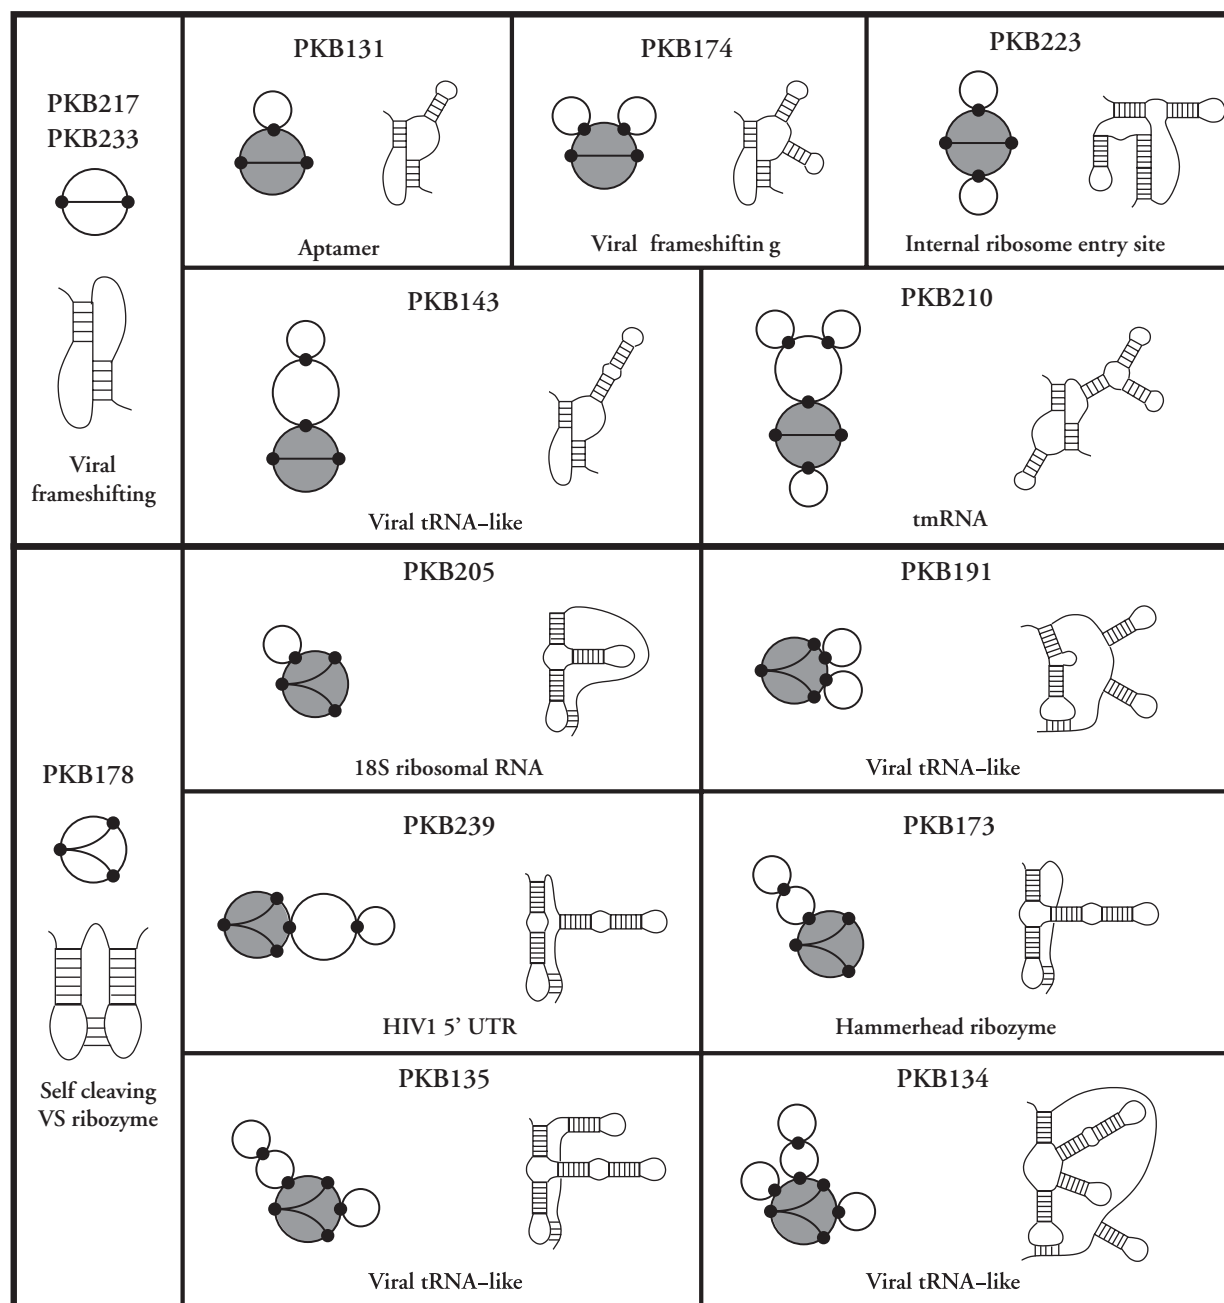 PKB217
PKB233
Viral
frameshifting
PKB131
Aptamer
PKB174
Viral frameshiftin g
PKB223
Internal ribosome entry site
PKB143
Viral tRNA–like
PKB210
tmRNA
PKB178
Self cleaving
VS ribozyme
PKB205
18S ribosomal RNA
PKB191
Viral tRNA–like
PKB239
HIV1 5’ UTR
PKB173
Hammerhead ribozyme
PKB135
Viral tRNA–like
PKB134
Viral tRNA–like